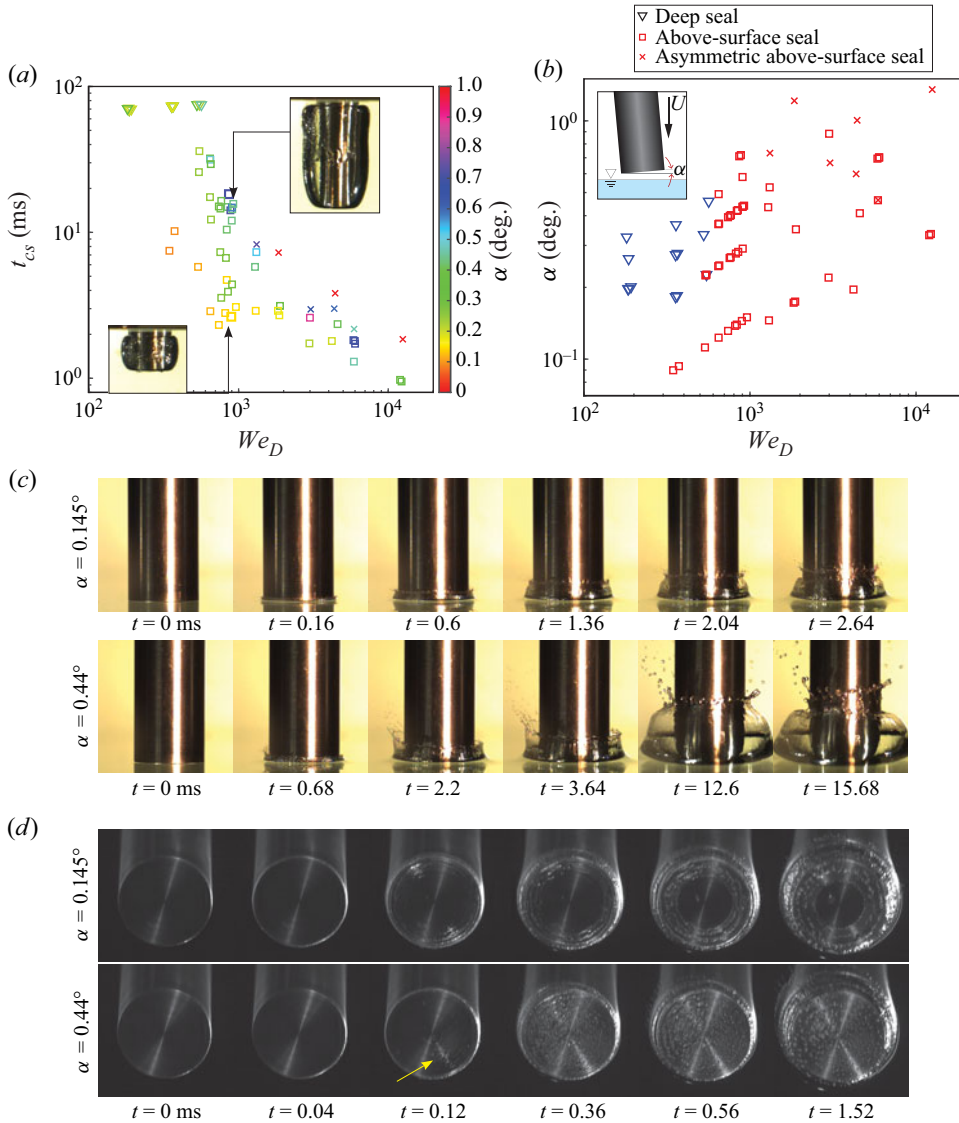 Deep seal
Above-surface seal
Asymmetric above-surface seal
(a)
10²
10¹
10⁰
t_cs (ms)
10² 10³ 10⁴
We_D
1.0
0.9
0.8
0.7
0.6
0.5
0.4
0.3
0.2
0.1
0
α (deg.)
(b)
U
α
10⁰
10⁻¹
α (deg.)
10² 10³ 10⁴
We_D
(c)
α = 0.145°
t = 0 ms t = 0.16 t = 0.6 t = 1.36 t = 2.04 t = 2.64
α = 0.44°
t = 0 ms t = 0.68 t = 2.2 t = 3.64 t = 12.6 t = 15.68
(d)
α = 0.145°
α = 0.44°
t = 0 ms t = 0.04 t = 0.12 t = 0.36 t = 0.56 t = 1.52